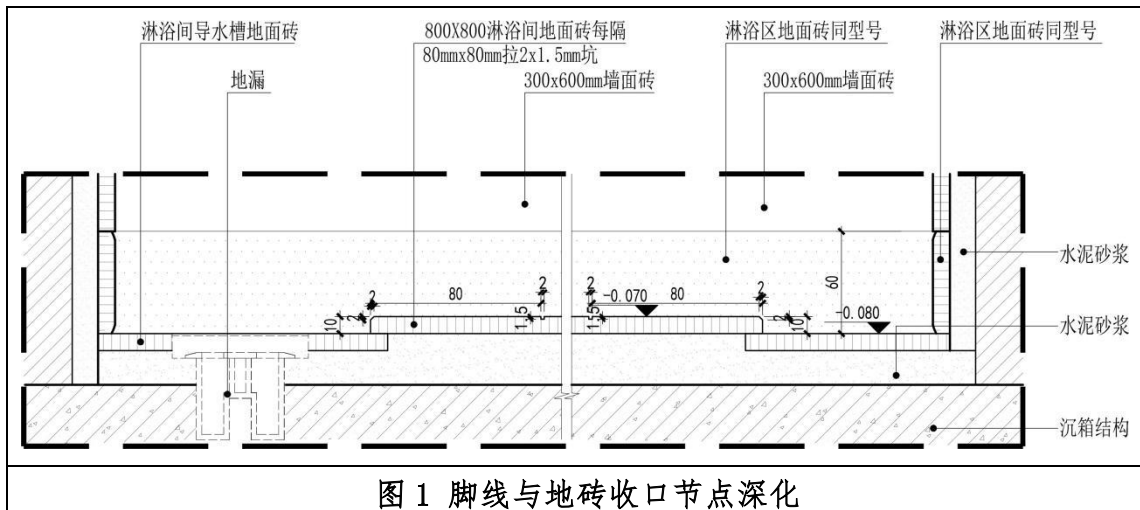 淋浴间导水槽地面砖
800X800淋浴间地面砖每隔
80mmx80mm拉2x1.5mm坑
淋浴区地面砖同型号
淋浴区地面砖同型号
地漏
300x600mm墙面砖
300x600mm墙面砖
水泥砂浆
水泥砂浆
沉箱结构
2
80
2
2
80
2
-0.070
60
-0.080
10
2
1.5
1.5
2
10
图 1 脚线与地砖收口节点深化